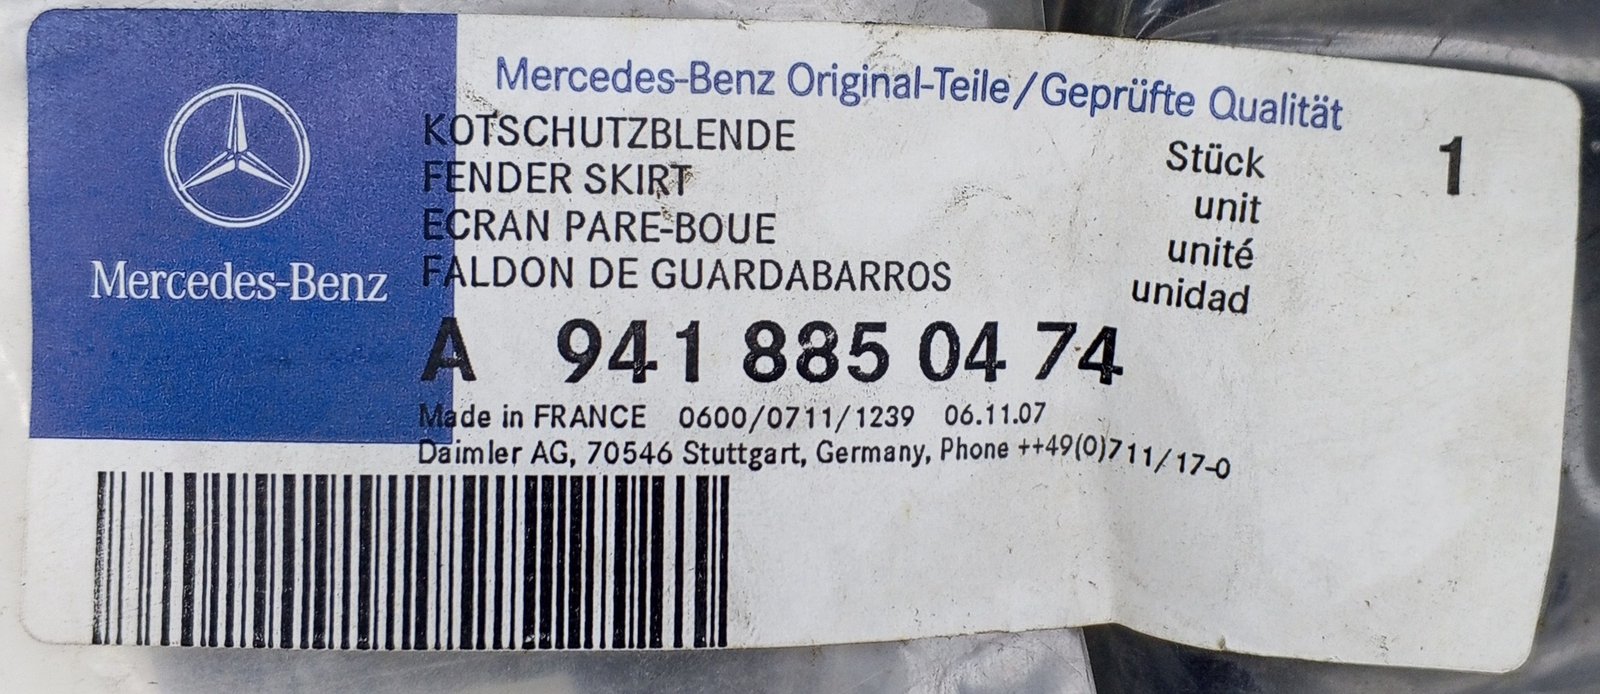 Mercedes-Benz Original-Teile/Geprüfte Qualität
KOTSCHUTZBLENDE
FENDER SKIRT
ECRAN PARE-BOUE
FALDON DE GUARDABARROS
Stück 1
unit
unité
unidad
Mercedes-Benz
A 941 885 04 74
Made in FRANCE 0600/0711/1239 06.11.07
Daimler AG, 70546 Stuttgart, Germany, Phone ++49(0)711/17-0